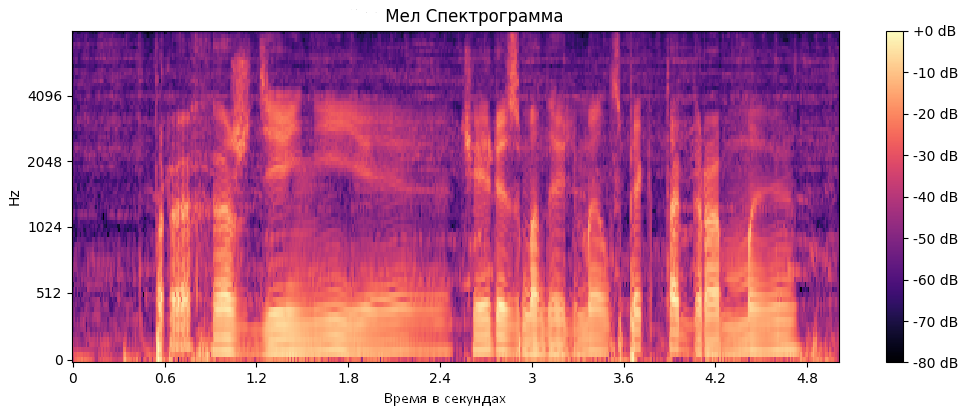 Мел Спектрограмма
+0 dB
-10 dB
4096
-20 dB
2048
-30 dB
Hz
-40 dB
1024
-50 dB
512
-60 dB
-70 dB
0
-80 dB
0 0.6 1.2 1.8 2.4 3 3.6 4.2 4.8
Время в секундах